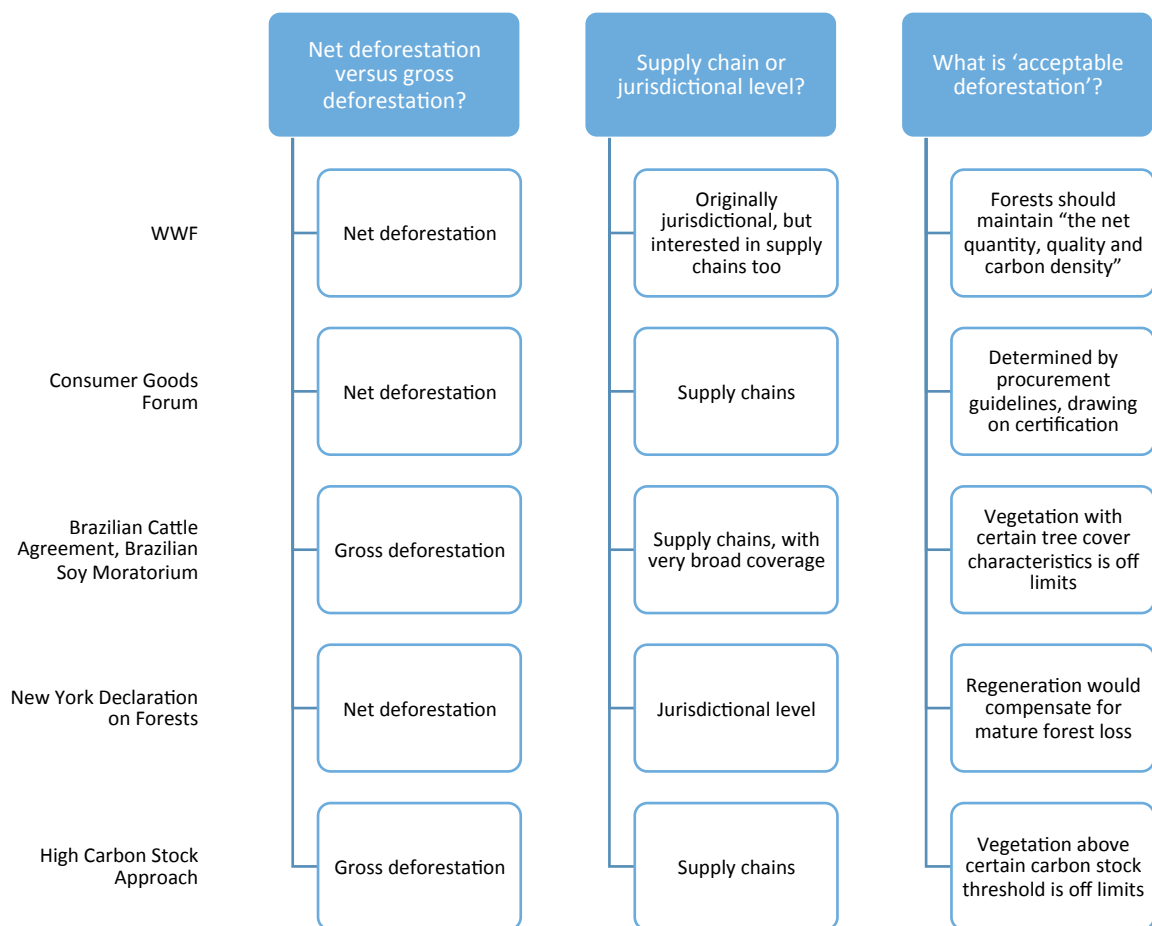 Net deforestation
versus gross
deforestation?
Supply chain or
jurisdictional level?
What is ‘acceptable
deforestation’?
WWF
Net deforestation
Originally
jurisdictional, but
interested in supply
chains too
Forests should
maintain “the net
quantity, quality and
carbon density”
Consumer Goods
Forum
Net deforestation
Supply chains
Determined by
procurement
guidelines, drawing
on certification
Brazilian Cattle
Agreement, Brazilian
Soy Moratorium
Gross deforestation
Supply chains, with
very broad coverage
Vegetation with
certain tree cover
characteristics is off
limits
New York Declaration
on Forests
Net deforestation
Jurisdictional level
Regeneration would
compensate for
mature forest loss
High Carbon Stock
Approach
Gross deforestation
Supply chains
Vegetation above
certain carbon stock
threshold is off limits